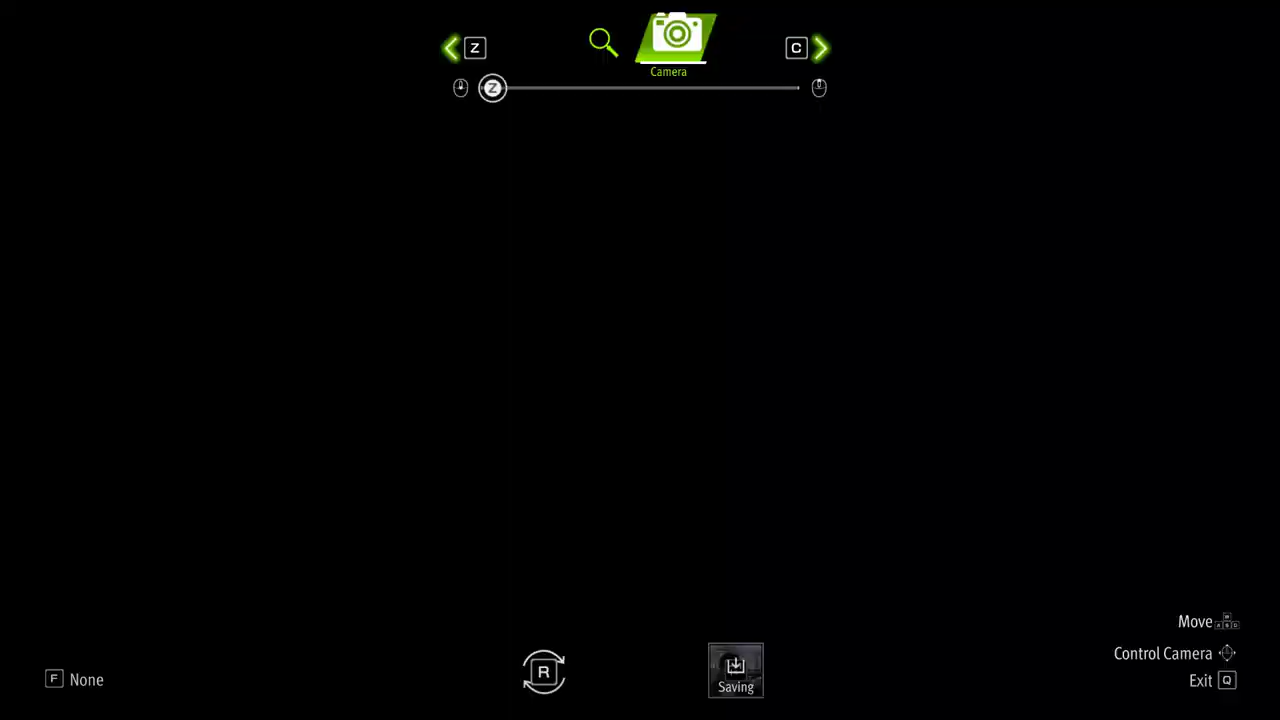 Z
C
Camera
Z
Move
Control Camera
F None
R
Saving
Exit Q